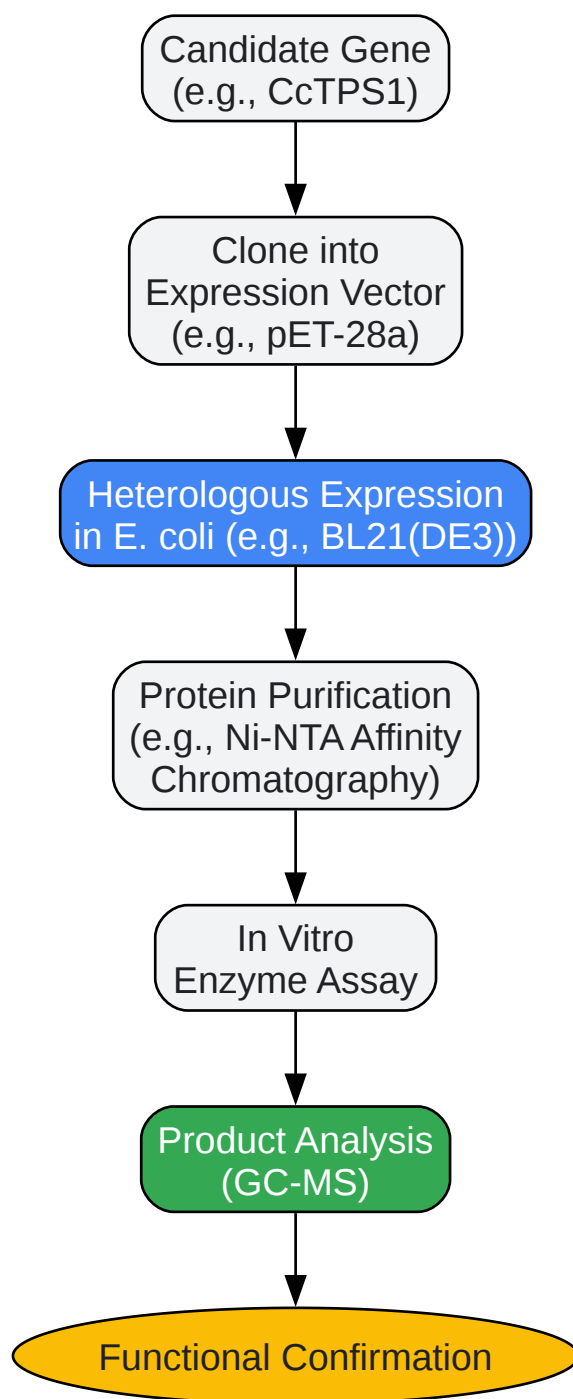 Candidate Gene
(e.g., CcTPS1)
Clone into
Expression Vector
(e.g., pET-28a)
Heterologous Expression
in E. coli (e.g., BL21(DE3))
Protein Purification
(e.g., Ni-NTA Affinity
Chromatography)
In Vitro
Enzyme Assay
Product Analysis
(GC-MS)
Functional Confirmation